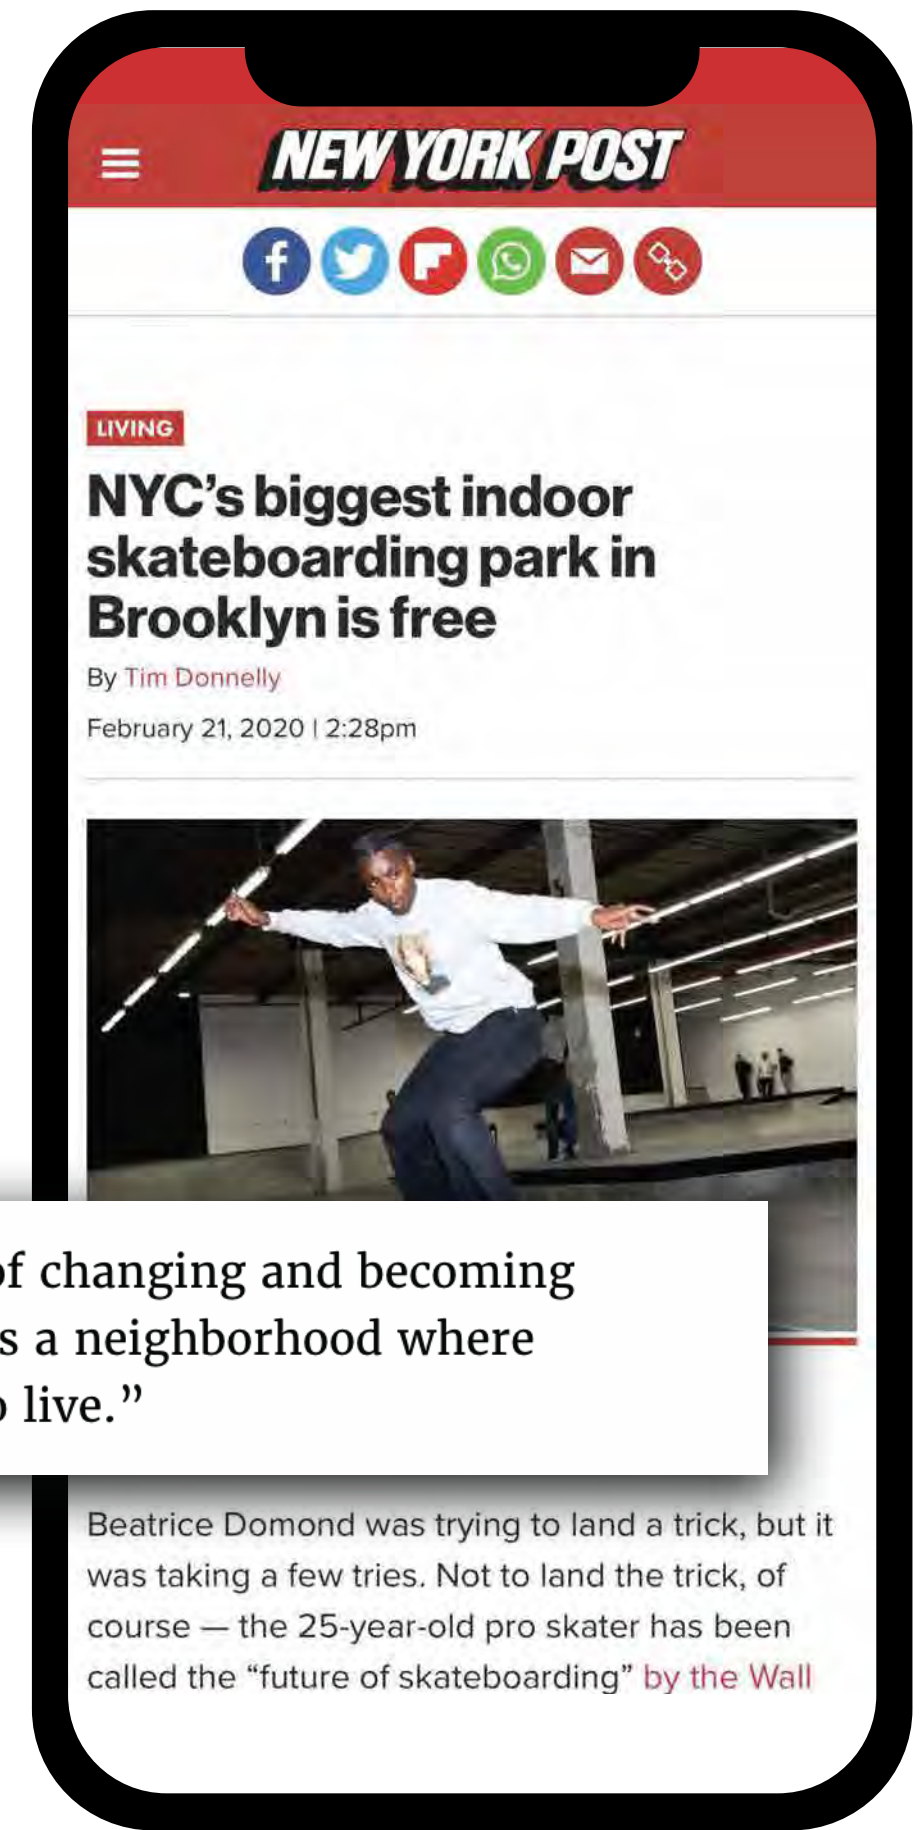 NEW YORK POST
LIVING
NYC’s biggest indoor
skateboarding park in
Brooklyn is free
By Tim Donnelly
February 21, 2020 | 2:28pm
of changing and becoming
s a neighborhood where
o live.”
Beatrice Domond was trying to land a trick, but it
was taking a few tries. Not to land the trick, of
course — the 25-year-old pro skater has been
called the “future of skateboarding” by the Wall